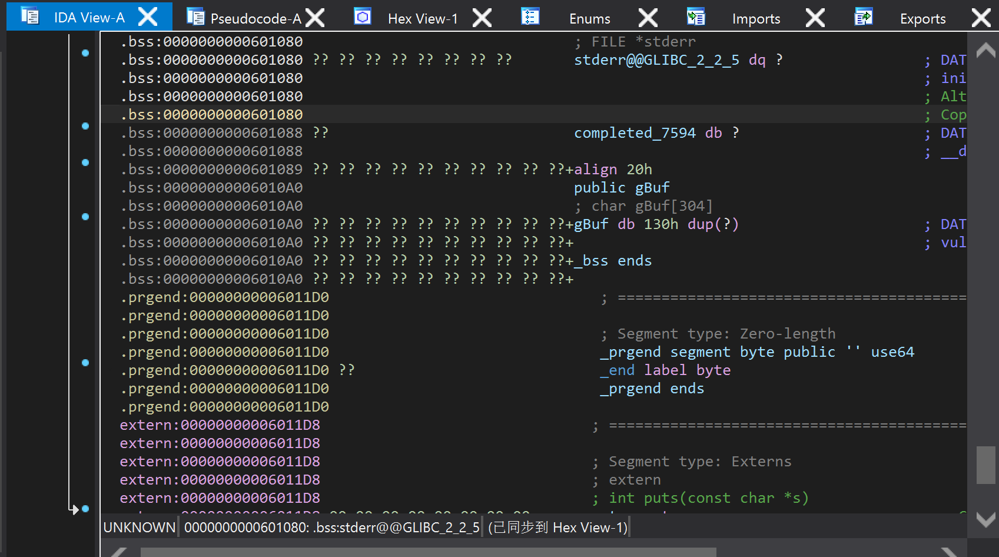 IDA View-A Pseudocode-A Hex View-1 Enums Imports Exports
.bss:0000000000601080 ; FILE *stderr
.bss:0000000000601080 ?? ?? ?? ?? ?? ?? ?? ?? stderr@@GLIBC_2_2_5 dq ? ; DAT
.bss:0000000000601080 ; ini
.bss:0000000000601080 ; Alt
.bss:0000000000601080 ; Cop
.bss:0000000000601088 ?? completed_7594 db ? ; DAT
.bss:0000000000601088 ; __d
.bss:0000000000601089 ?? ?? ?? ?? ?? ?? ?? ?? ?? ??+align 20h
.bss:00000000006010A0 public gBuf
.bss:00000000006010A0 ; char gBuf[304]
.bss:00000000006010A0 ?? ?? ?? ?? ?? ?? ?? ?? ?? ??+gBuf db 130h dup(?) ; DAT
.bss:00000000006010A0 ?? ?? ?? ?? ?? ?? ?? ?? ?? ??+ ; vul
.bss:00000000006010A0 ?? ?? ?? ?? ?? ?? ?? ?? ?? ??+_bss ends
.bss:00000000006010A0 ?? ?? ?? ?? ?? ?? ?? ?? ?? ??+
.prgend:00000000006011D0 ; =========================================
.prgend:00000000006011D0
.prgend:00000000006011D0 ; Segment type: Zero-length
.prgend:00000000006011D0 _prgend segment byte public '' use64
.prgend:00000000006011D0 ?? _end label byte
.prgend:00000000006011D0 _prgend ends
.prgend:00000000006011D0
extern:00000000006011D8 ; ==========================================
extern:00000000006011D8
extern:00000000006011D8 ; Segment type: Externs
extern:00000000006011D8 ; extern
extern:00000000006011D8 ; int puts(const char *s)
UNKNOWN 0000000000601080: .bss:stderr@@GLIBC_2_2_5 (已同步到 Hex View-1)